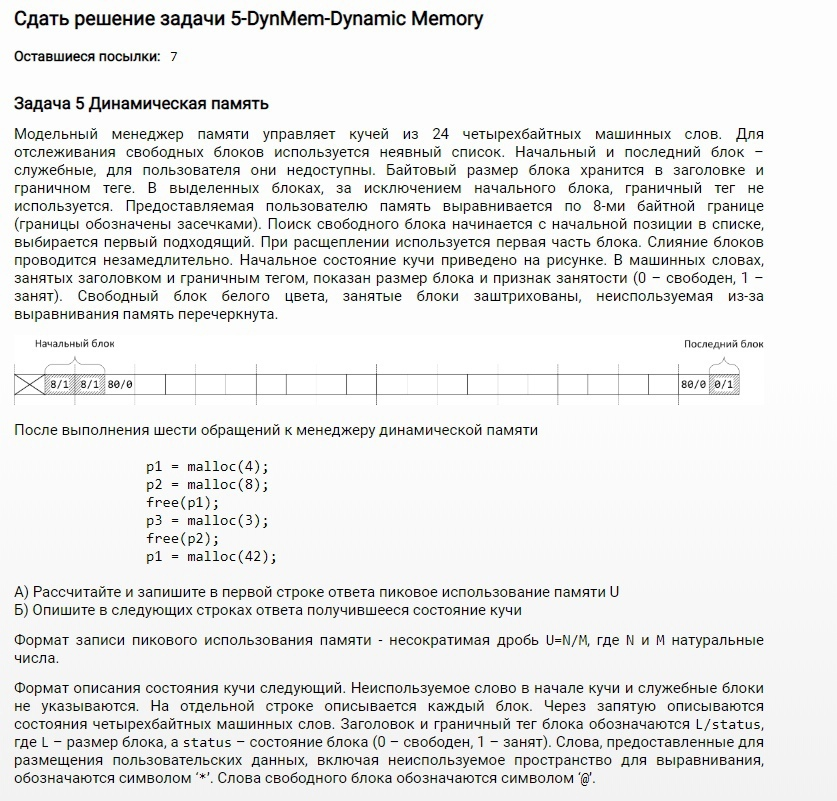 Сдать решение задачи 5-DynMem-Dynamic Memory
Оставшиеся посылки: 7
Задача 5 Динамическая память
Модельный менеджер памяти управляет кучей из 24 четырехбайтных машинных слов. Для
отслеживания свободных блоков используется неявный список. Начальный и последний блок –
служебные, для пользователя они недоступны. Байтовый размер блока хранится в заголовке и
граничном теге. В выделенных блоках, за исключением начального блока, граничный тег не
используется. Предоставляемая пользователю память выравнивается по 8-ми байтной границе
(границы обозначены засечками). Поиск свободного блока начинается с начальной позиции в списке,
выбирается первый подходящий. При расщеплении используется первая часть блока. Слияние блоков
проводится незамедлительно. Начальное состояние кучи приведено на рисунке. В машинных словах,
занятых заголовком и граничным тегом, показан размер блока и признак занятости (0 – свободен, 1 –
занят). Свободный блок белого цвета, занятые блоки заштрихованы, неиспользуемая из-за
выравнивания память перечеркнута.
Начальный блок Последний блок
8/1 8/1 80/0 80/0 0/1
После выполнения шести обращений к менеджеру динамической памяти
p1 = malloc(4);
p2 = malloc(8);
free(p1);
p3 = malloc(3);
free(p2);
p1 = malloc(42);
А) Рассчитайте и запишите в первой строке ответа пиковое использование памяти U
Б) Опишите в следующих строках ответа получившееся состояние кучи
Формат записи пикового использования памяти - несократимая дробь U=N/M, где N и M натуральные
числа.
Формат описания состояния кучи следующий. Неиспользуемое слово в начале кучи и служебные блоки
не указываются. На отдельной строке описывается каждый блок. Через запятую описываются
состояния четырехбайтных машинных слов. Заголовок и граничный тег блока обозначаются L/status,
где L – размер блока, а status – состояние блока (0 – свободен, 1 – занят). Слова, предоставленные для
размещения пользовательских данных, включая неиспользуемое пространство для выравнивания,
обозначаются символом ‘*’. Слова свободного блока обозначаются символом ‘@’.